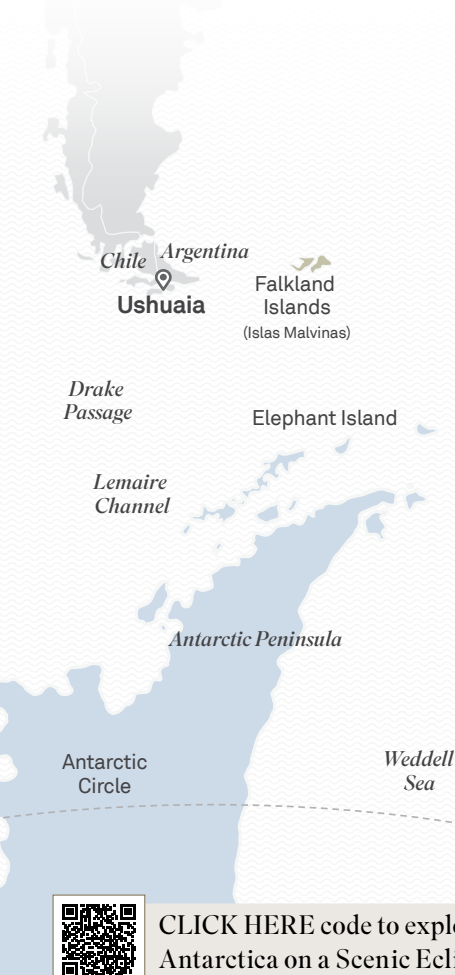 Chile
Argentina
Ushuaia
Falkland
Islands
(Islas Malvinas)
Drake
Passage
Elephant Island
Lemaire
Channel
Antarctic Peninsula
Antarctic
Circle
Weddell
Sea
CLICK HERE code to explo
Antarctica on a Scenic Ecli